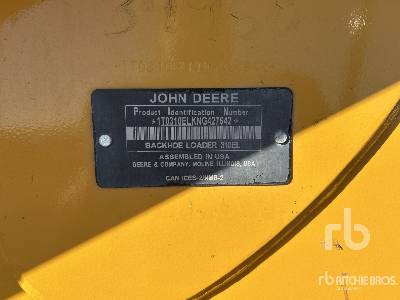 JOHN DEERE
Product Identification Number
*1T0310ELKNG427642*
BACKHOE LOADER 310EL
ASSEMBLED IN USA
DEERE & COMPANY, MOLINE, ILLINOIS, USA
CAN ICES-2/NMB-2
rb
RITCHIE BROS.